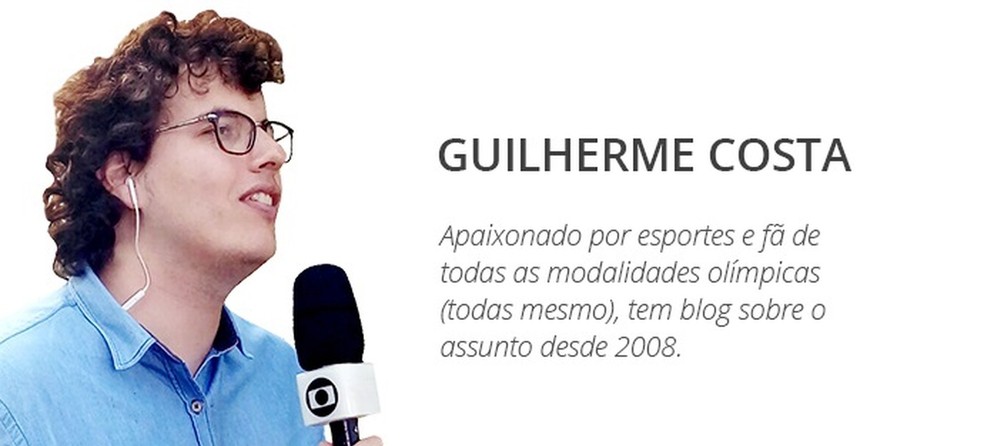 GUILHERME COSTA
Apaixonado por esportes e fã de
todas as modalidades olímpicas
(todas mesmo), tem blog sobre o
assunto desde 2008.